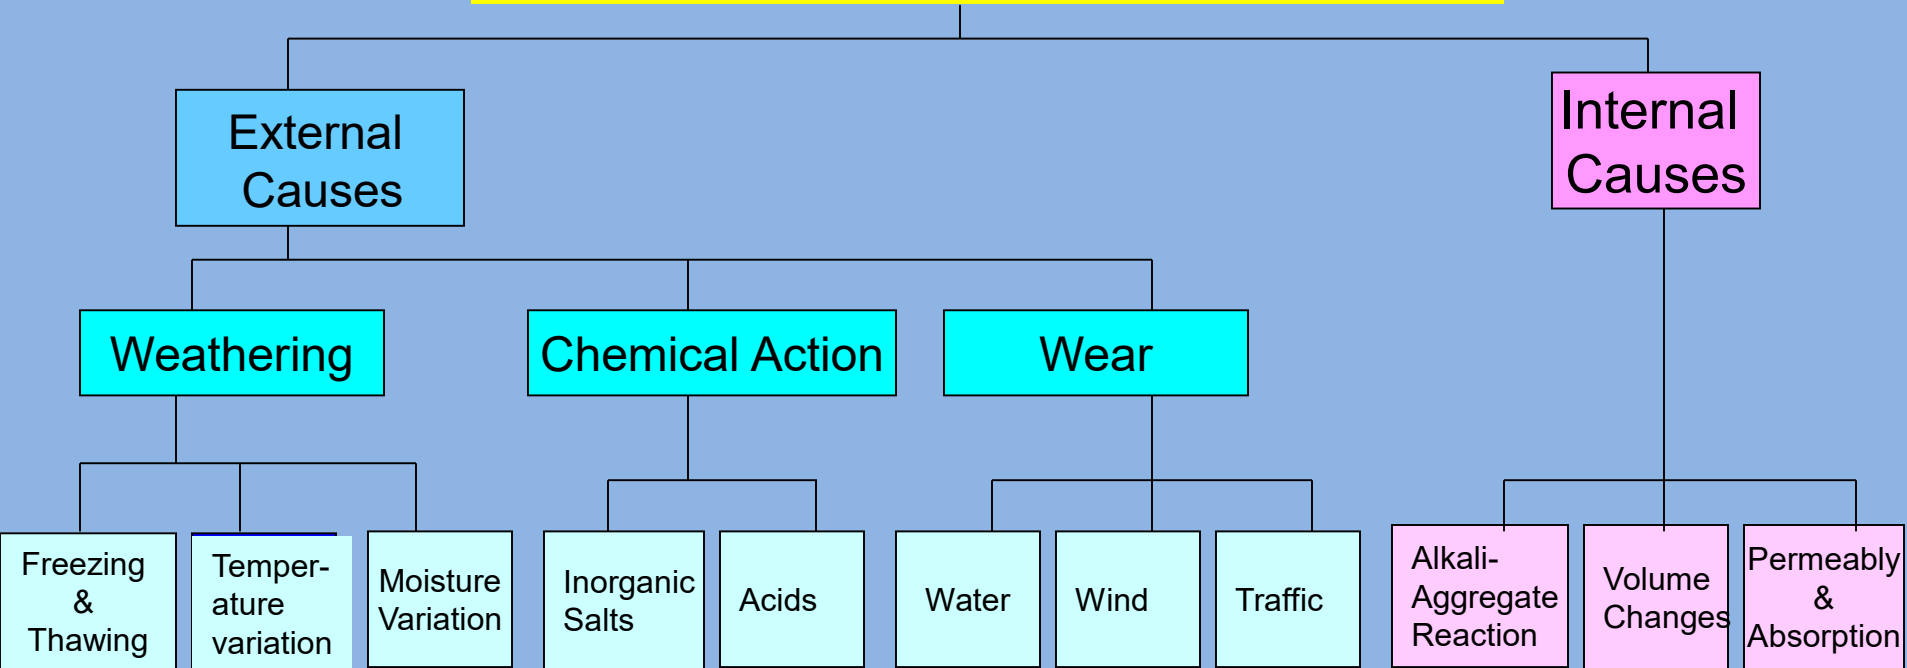 External
Causes
Internal
Causes
Weathering
Chemical Action
Wear
Freezing
&
Thawing
Temper-
ature
variation
Moisture
Variation
Inorganic
Salts
Acids
Water
Wind
Traffic
Alkali-
Aggregate
Reaction
Volume
Changes
Permeably
&
Absorption